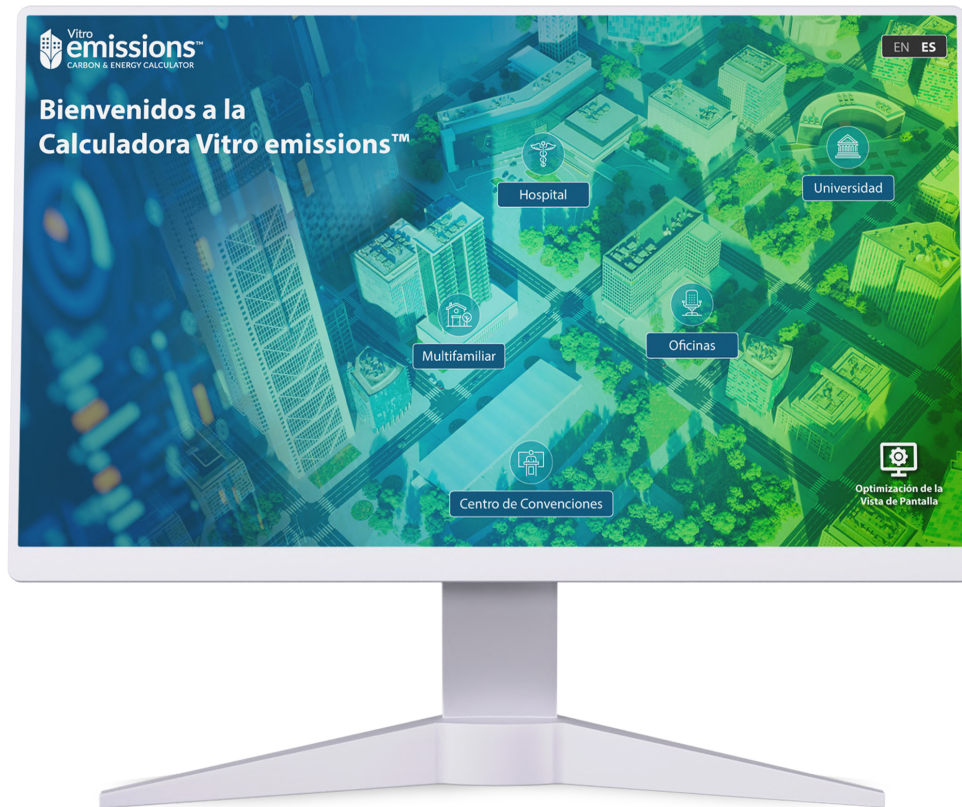 Vitro
emissions™
CARBON & ENERGY CALCULATOR
EN ES
Bienvenidos a la
Calculadora Vitro emissions™
Hospital
Universidad
Oficinas
Multifamiliar
Centro de Convenciones
Optimización de la
Vista de Pantalla